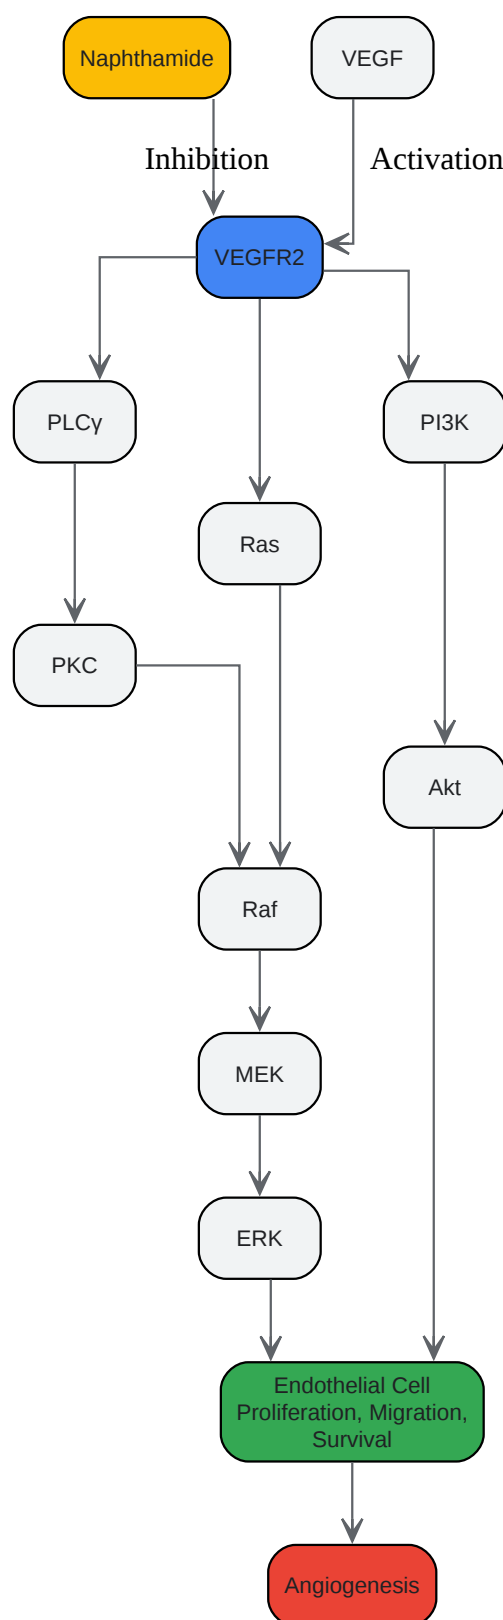 Naphthamide
VEGF
Inhibition
Activation
VEGFR2
PLCγ
PI3K
Ras
PKC
Akt
Raf
MEK
ERK
Endothelial Cell
Proliferation, Migration,
Survival
Angiogenesis